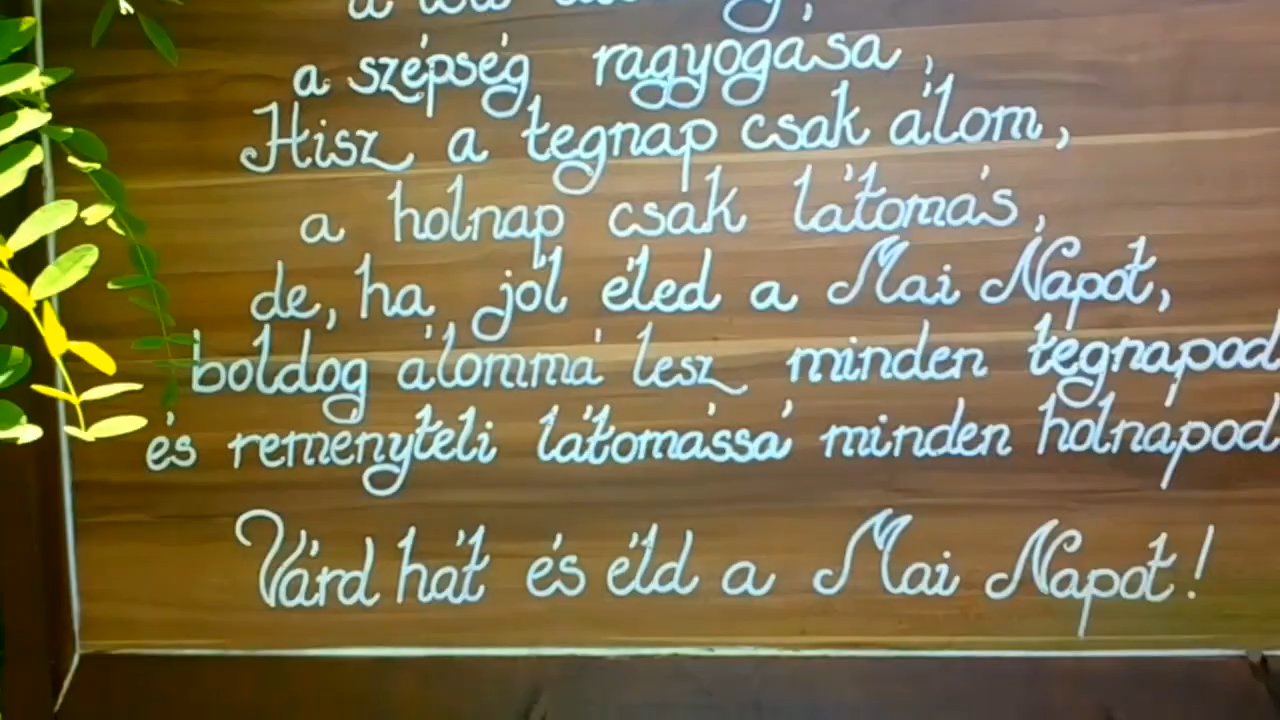 a
a szépség ragyogása,
Hisz a tegnap csak álom,
a holnap csak látomás,
de, ha jól éled a Mai Napot,
boldog álommá lesz minden tegnapod
és reményteli látomássá minden holnapod
Várd hát és éld a Mai Napot!